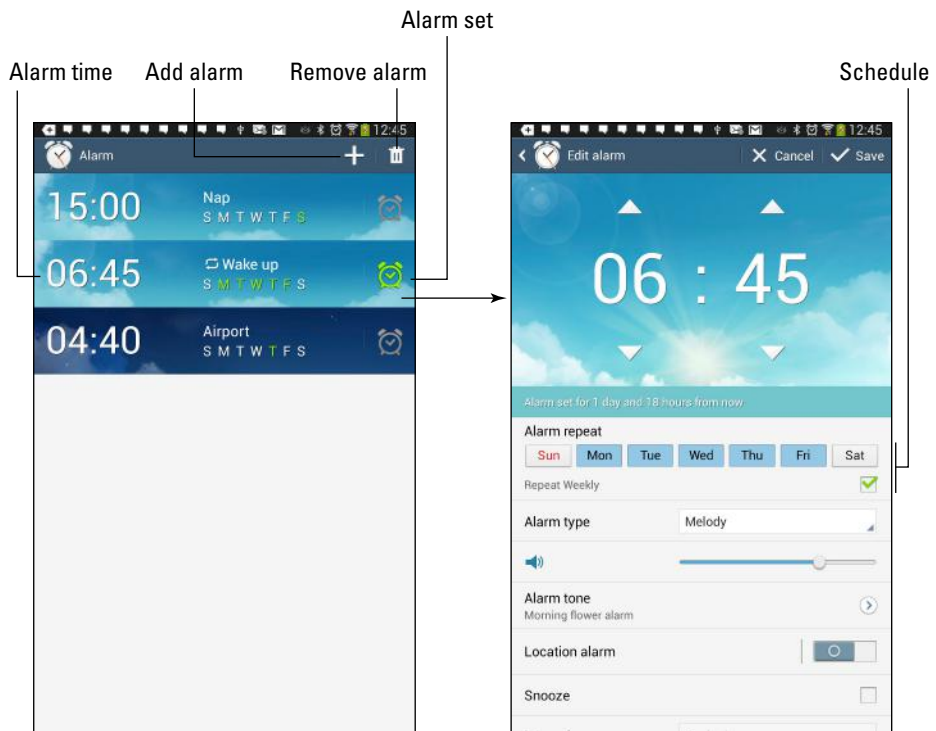 Alarm set
Alarm time Add alarm Remove alarm Schedule
12:45
Alarm
15:00 Nap
S M T W T F S
06:45 Wake up
S M T W T F S
04:40 Airport
S M T W T F S
12:45
Edit alarm Cancel Save
06 : 45
Alarm set for 1 day and 18 hours from now
Alarm repeat
Sun Mon Tue Wed Thu Fri Sat
Repeat Weekly
Alarm type Melody
Alarm tone
Morning flower alarm
Location alarm
Snooze